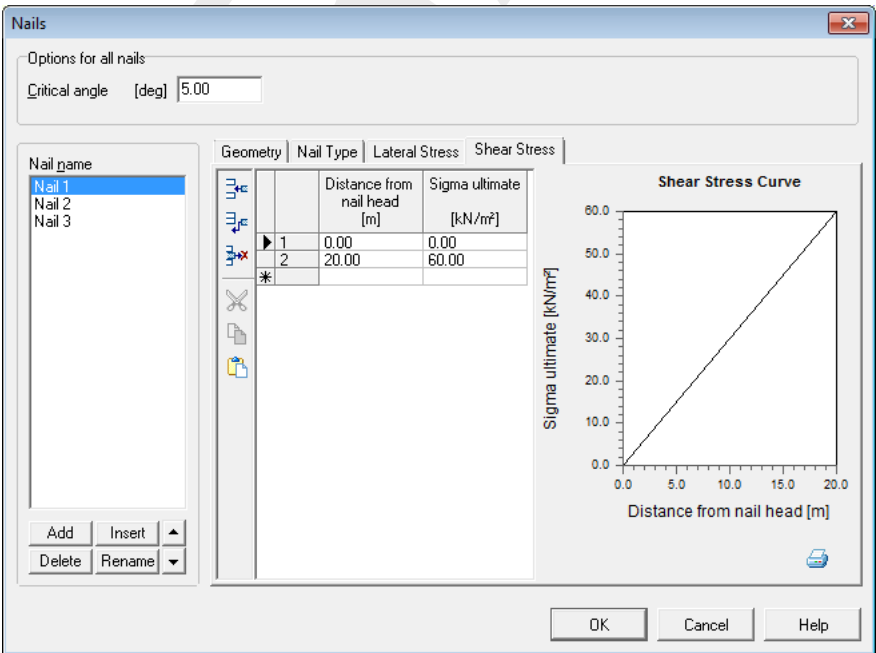 Nails
Options for all nails
Critical angle [deg] 5.00
Nail name
Nail 1
Nail 2
Nail 3
Add Insert
Delete Rename
Geometry Nail Type Lateral Stress Shear Stress
Distance from nail head [m] Sigma ultimate [kN/m²]
1 0.00 0.00
2 20.00 60.00
*
Shear Stress Curve
Sigma ultimate [kN/m²]
60.0
50.0
40.0
30.0
20.0
10.0
0.0
0.0 5.0 10.0 15.0 20.0
Distance from nail head [m]
OK Cancel Help